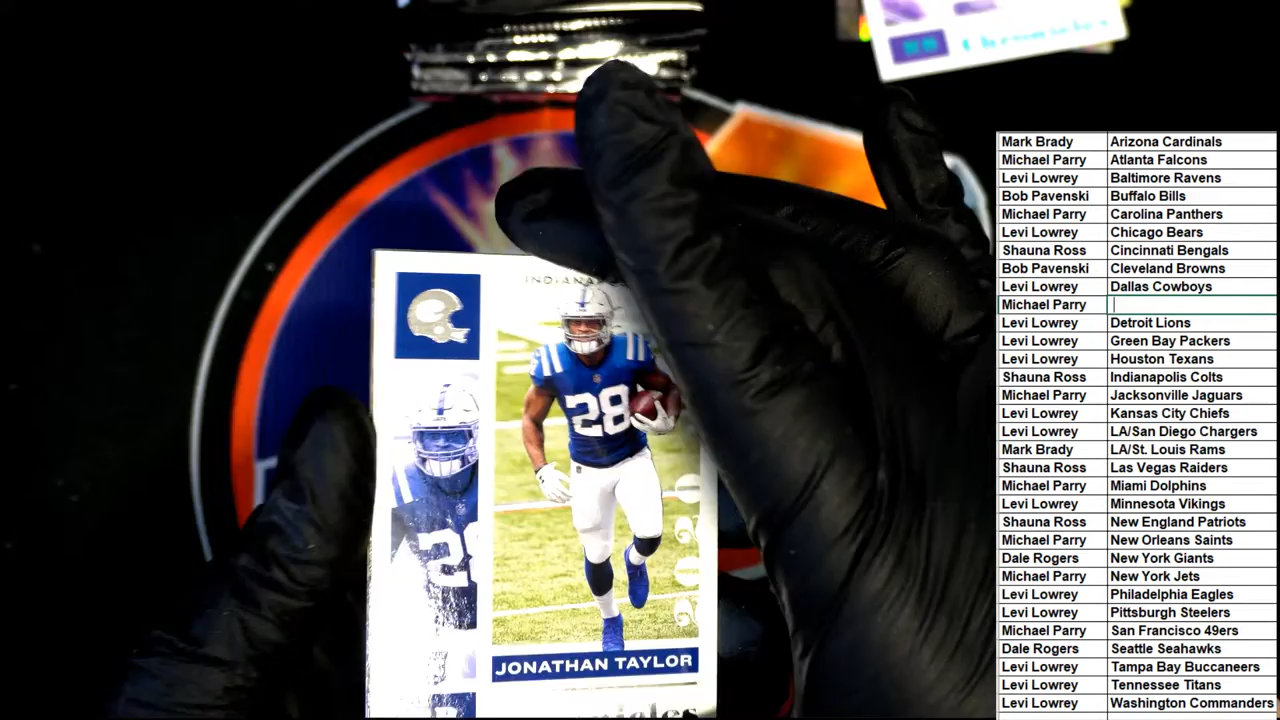 Chronicles
INDIANA
28
2
2020
JONATHAN TAYLOR
Mark Brady Arizona Cardinals
Michael Parry Atlanta Falcons
Levi Lowrey Baltimore Ravens
Bob Pavenski Buffalo Bills
Michael Parry Carolina Panthers
Levi Lowrey Chicago Bears
Shauna Ross Cincinnati Bengals
Bob Pavenski Cleveland Browns
Levi Lowrey Dallas Cowboys
Michael Parry
Levi Lowrey Detroit Lions
Levi Lowrey Green Bay Packers
Levi Lowrey Houston Texans
Shauna Ross Indianapolis Colts
Michael Parry Jacksonville Jaguars
Levi Lowrey Kansas City Chiefs
Levi Lowrey LA/San Diego Chargers
Mark Brady LA/St. Louis Rams
Shauna Ross Las Vegas Raiders
Michael Parry Miami Dolphins
Levi Lowrey Minnesota Vikings
Shauna Ross New England Patriots
Michael Parry New Orleans Saints
Dale Rogers New York Giants
Michael Parry New York Jets
Levi Lowrey Philadelphia Eagles
Levi Lowrey Pittsburgh Steelers
Michael Parry San Francisco 49ers
Dale Rogers Seattle Seahawks
Levi Lowrey Tampa Bay Buccaneers
Levi Lowrey Tennessee Titans
Levi Lowrey Washington Commanders